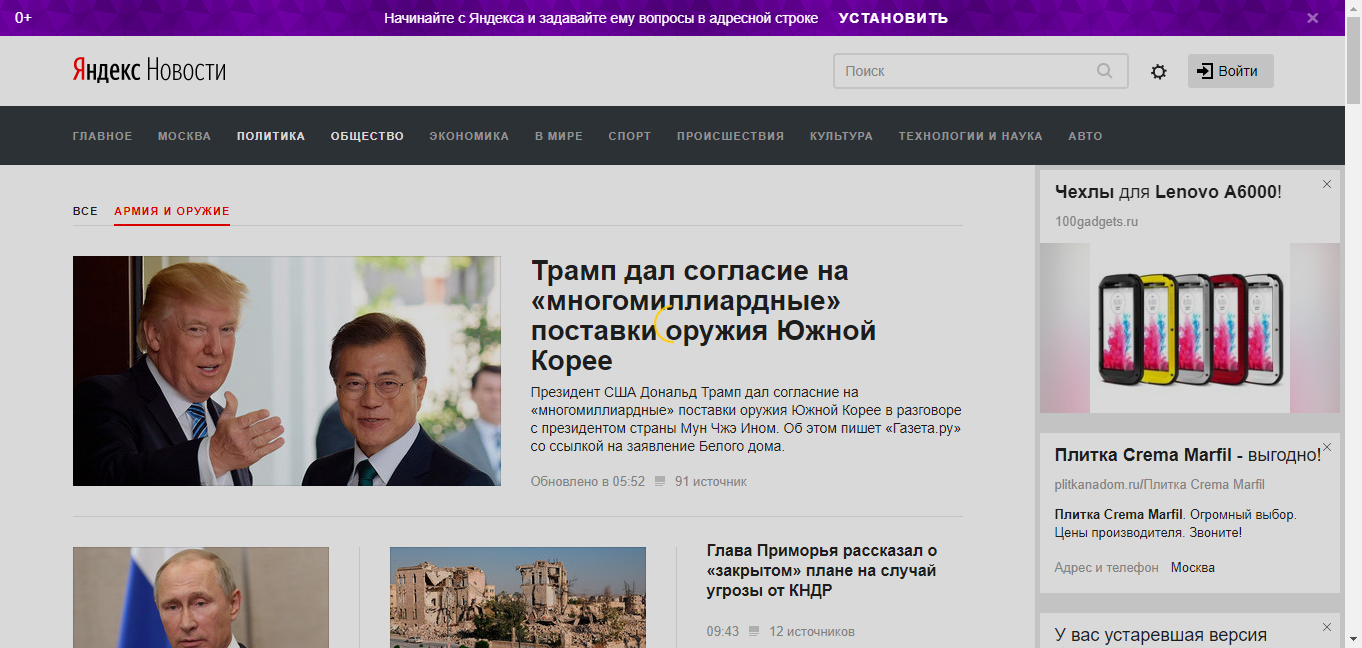 0+
Начинайте с Яндекса и задавайте ему вопросы в адресной строке УСТАНОВИТЬ
Яндекс Новости
Поиск
Войти
ГЛАВНОЕ МОСКВА ПОЛИТИКА ОБЩЕСТВО ЭКОНОМИКА В МИРЕ СПОРТ ПРОИСШЕСТВИЯ КУЛЬТУРА ТЕХНОЛОГИИ И НАУКА АВТО
ВСЕ АРМИЯ И ОРУЖИЕ
Трамп дал согласие на
«многомиллиардные»
поставки оружия Южной
Корее
Президент США Дональд Трамп дал согласие на
«многомиллиардные» поставки оружия Южной Корее в разговоре
с президентом страны Мун Чжэ Ином. Об этом пишет «Газета.ру»
со ссылкой на заявление Белого дома.
Обновлено в 05:52 91 источник
Глава Приморья рассказал о
«закрытом» плане на случай
угрозы от КНДР
09:43 12 источников
Чехлы для Lenovo A6000!
100gadgets.ru
Плитка Crema Marfil - выгодно!
plitkanadom.ru/Плитка Crema Marfil
Плитка Crema Marfil. Огромный выбор.
Цены производителя. Звоните!
Адрес и телефон Москва
У вас устаревшая версия